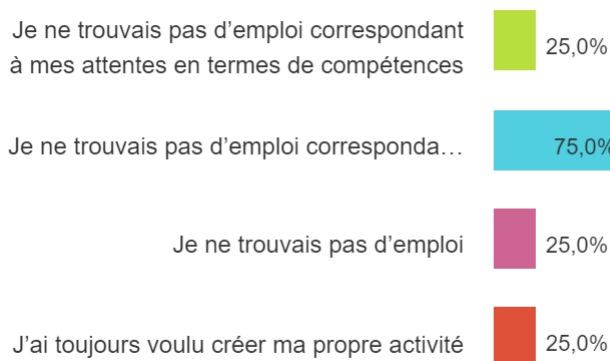 Je ne trouvais pas d'emploi correspondant
à mes attentes en termes de compétences
25,0%
Je ne trouvais pas d'emploi corresponda…
75,0%
Je ne trouvais pas d'emploi
25,0%
J'ai toujours voulu créer ma propre activité
25,0%